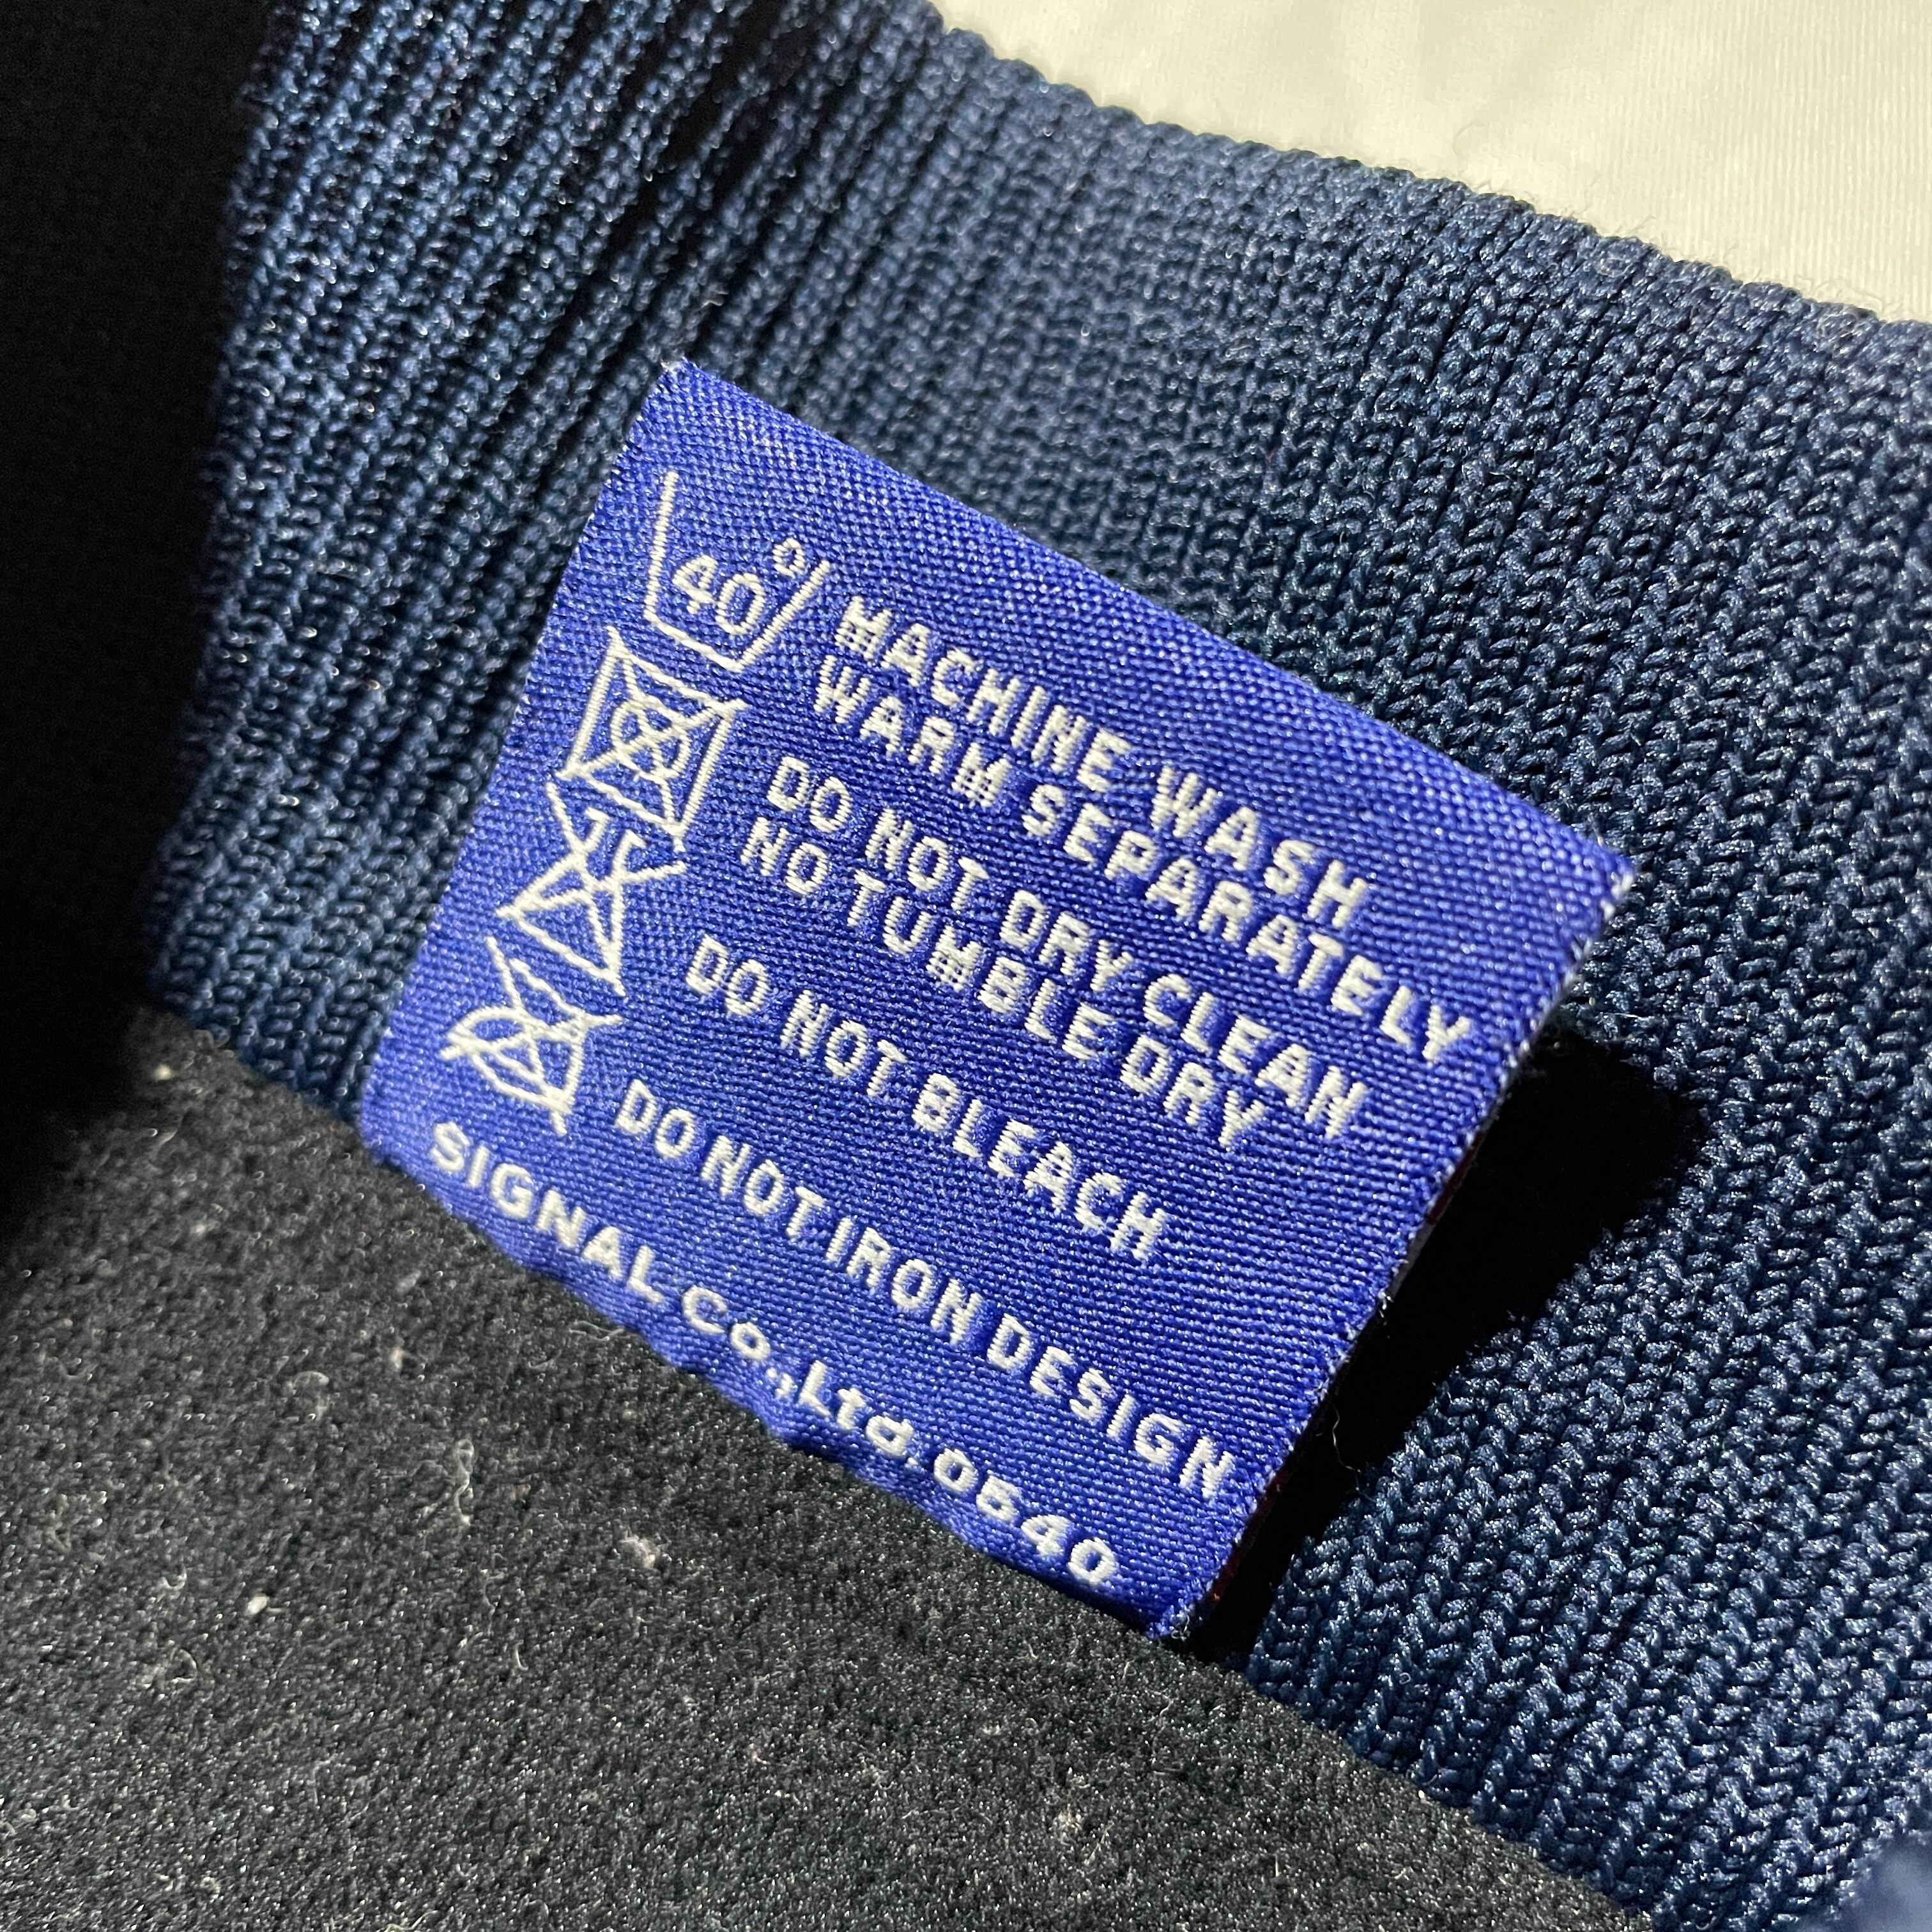 40°
MACHINE WASH
WARM SEPARATELY
DO NOT DRY CLEAN
NO TUMBLE DRY
DO NOT BLEACH
DO NOT IRON DESIGN
SIGNAL Co.,Ltd. 0540